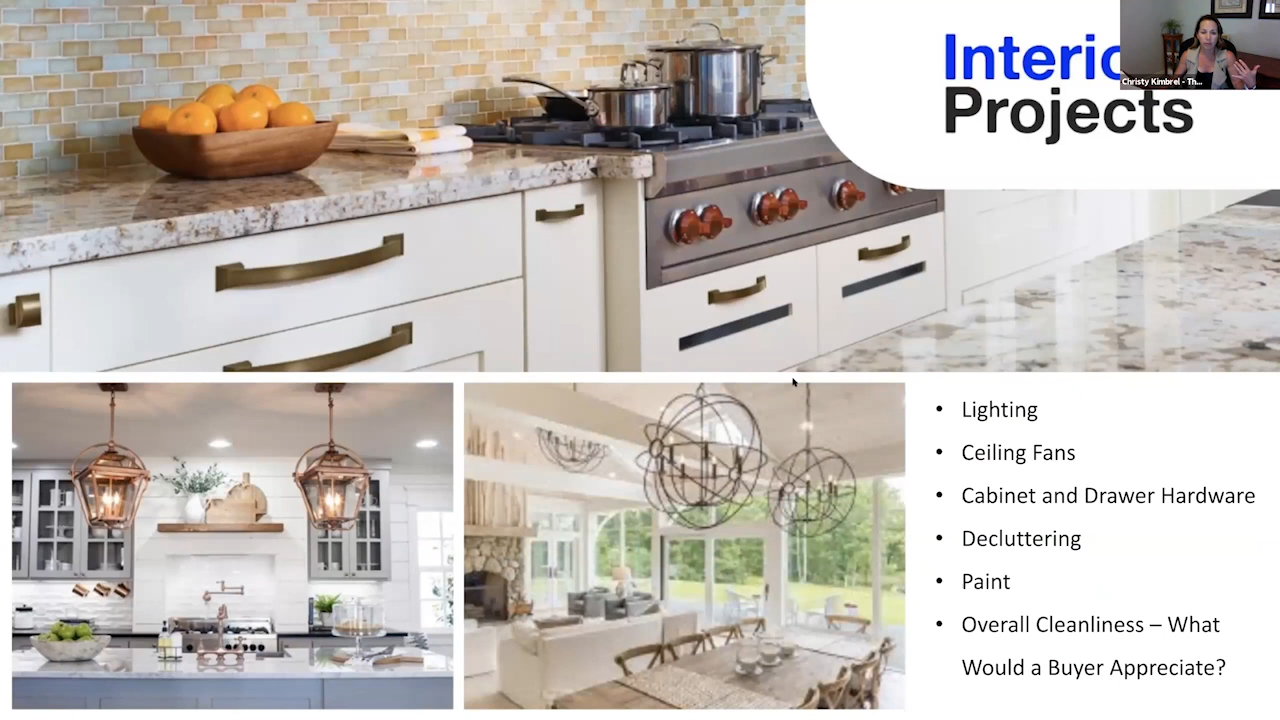 Interio
Projects
Christy Kimbrel - Th...
• Lighting
• Ceiling Fans
• Cabinet and Drawer Hardware
• Decluttering
• Paint
• Overall Cleanliness – What
Would a Buyer Appreciate?